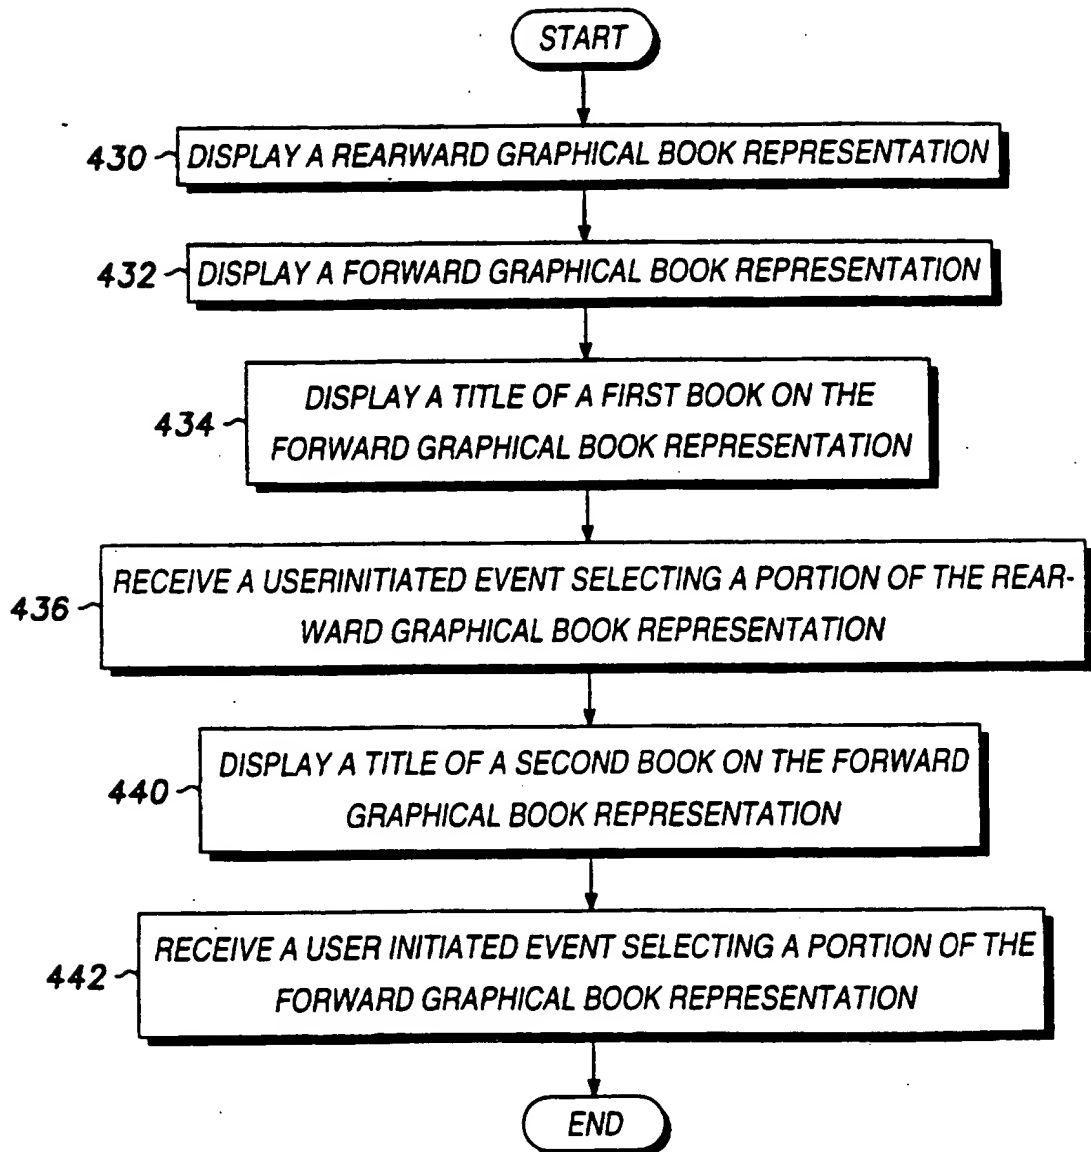 START
430 DISPLAY A REARWARD GRAPHICAL BOOK REPRESENTATION
432 DISPLAY A FORWARD GRAPHICAL BOOK REPRESENTATION
434 DISPLAY A TITLE OF A FIRST BOOK ON THE
FORWARD GRAPHICAL BOOK REPRESENTATION
436 RECEIVE A USERINITIATED EVENT SELECTING A PORTION OF THE REAR-
WARD GRAPHICAL BOOK REPRESENTATION
440 DISPLAY A TITLE OF A SECOND BOOK ON THE FORWARD
GRAPHICAL BOOK REPRESENTATION
442 RECEIVE A USER INITIATED EVENT SELECTING A PORTION OF THE
FORWARD GRAPHICAL BOOK REPRESENTATION
END